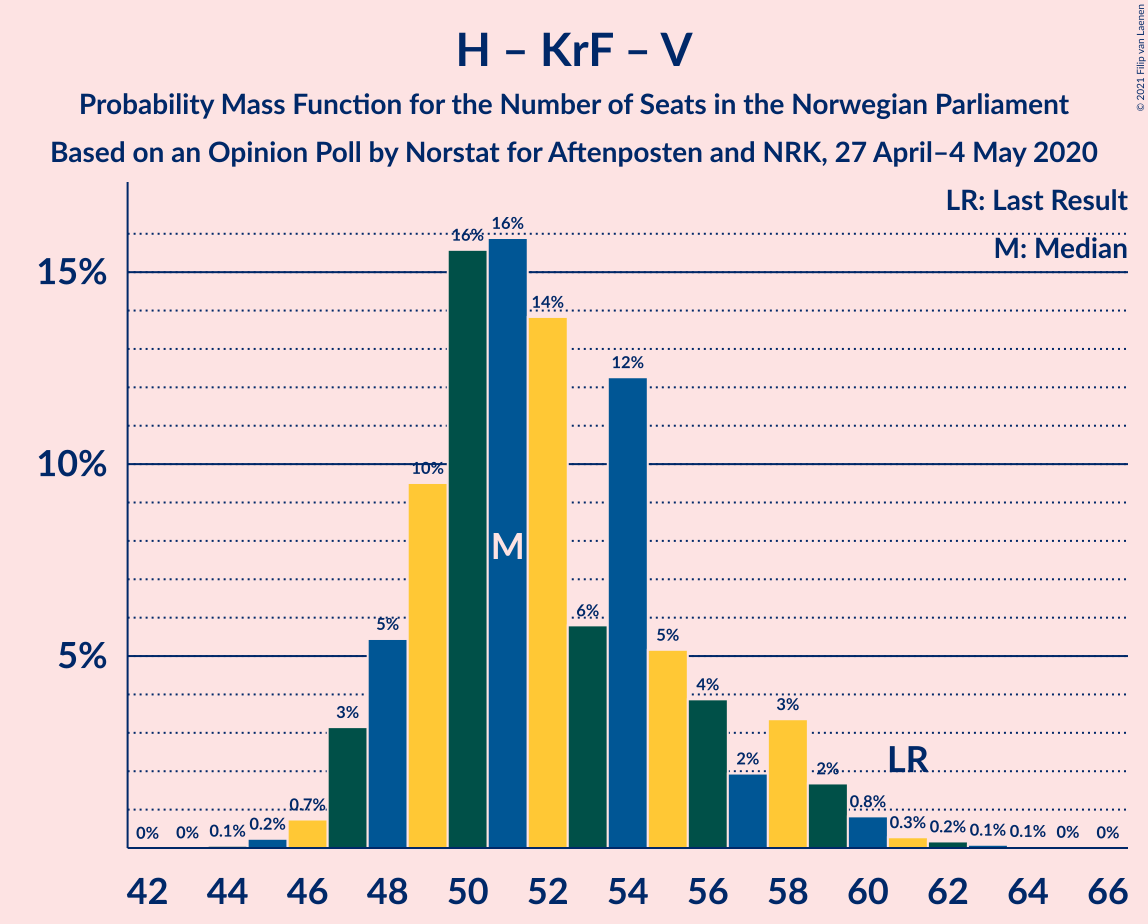 H – KrF – V
Probability Mass Function for the Number of Seats in the Norwegian Parliament
Based on an Opinion Poll by Norstat for Aftenposten and NRK, 27 April–4 May 2020
© 2021 Filip van Laenen
LR: Last Result
M: Median
15%
10%
5%
0% 0% 0.1% 0.2% 0.7% 3% 5% 10% 16% 16% 14% 6% 12% 5% 4% 2% 3% 2% 0.8% 0.3% 0.2% 0.1% 0.1% 0% 0%
M
LR
42 44 46 48 50 52 54 56 58 60 62 64 66